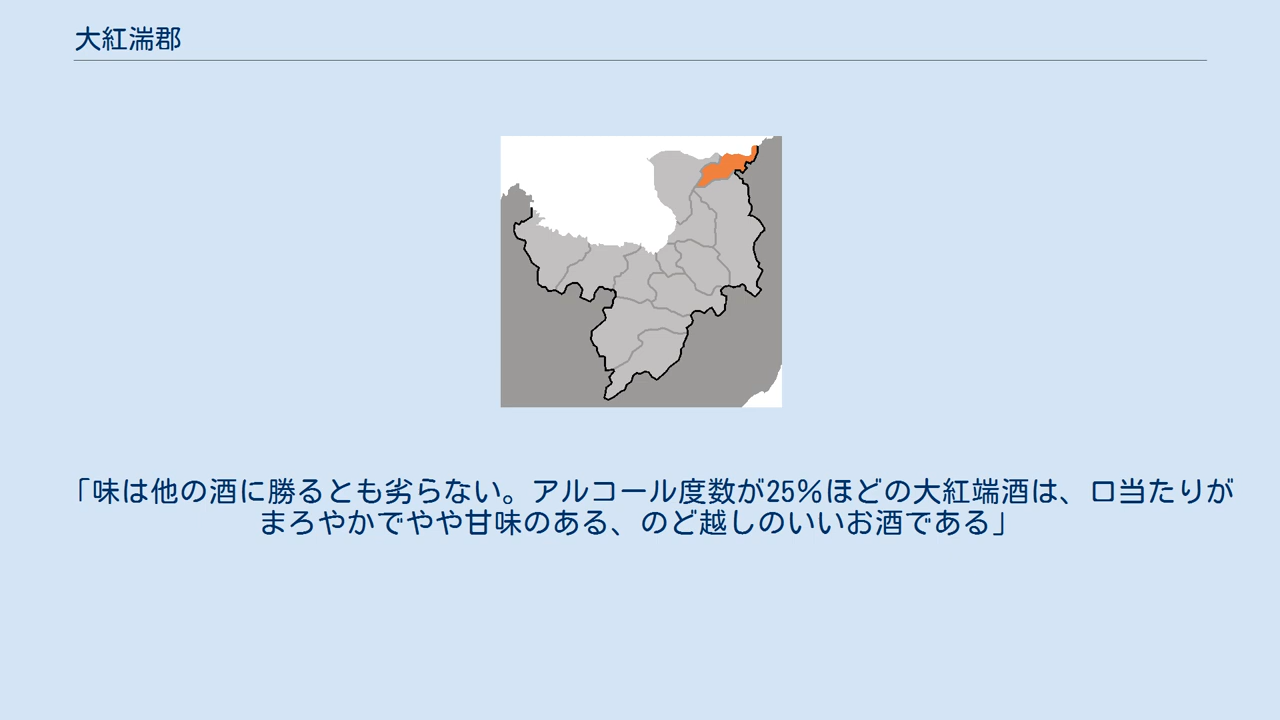 大紅湍郡
「味は他の酒に勝るとも劣らない。アルコール度数が25％ほどの大紅端酒は、口当たりが
まろやかでやや甘味のある、のど越しのいいお酒である」